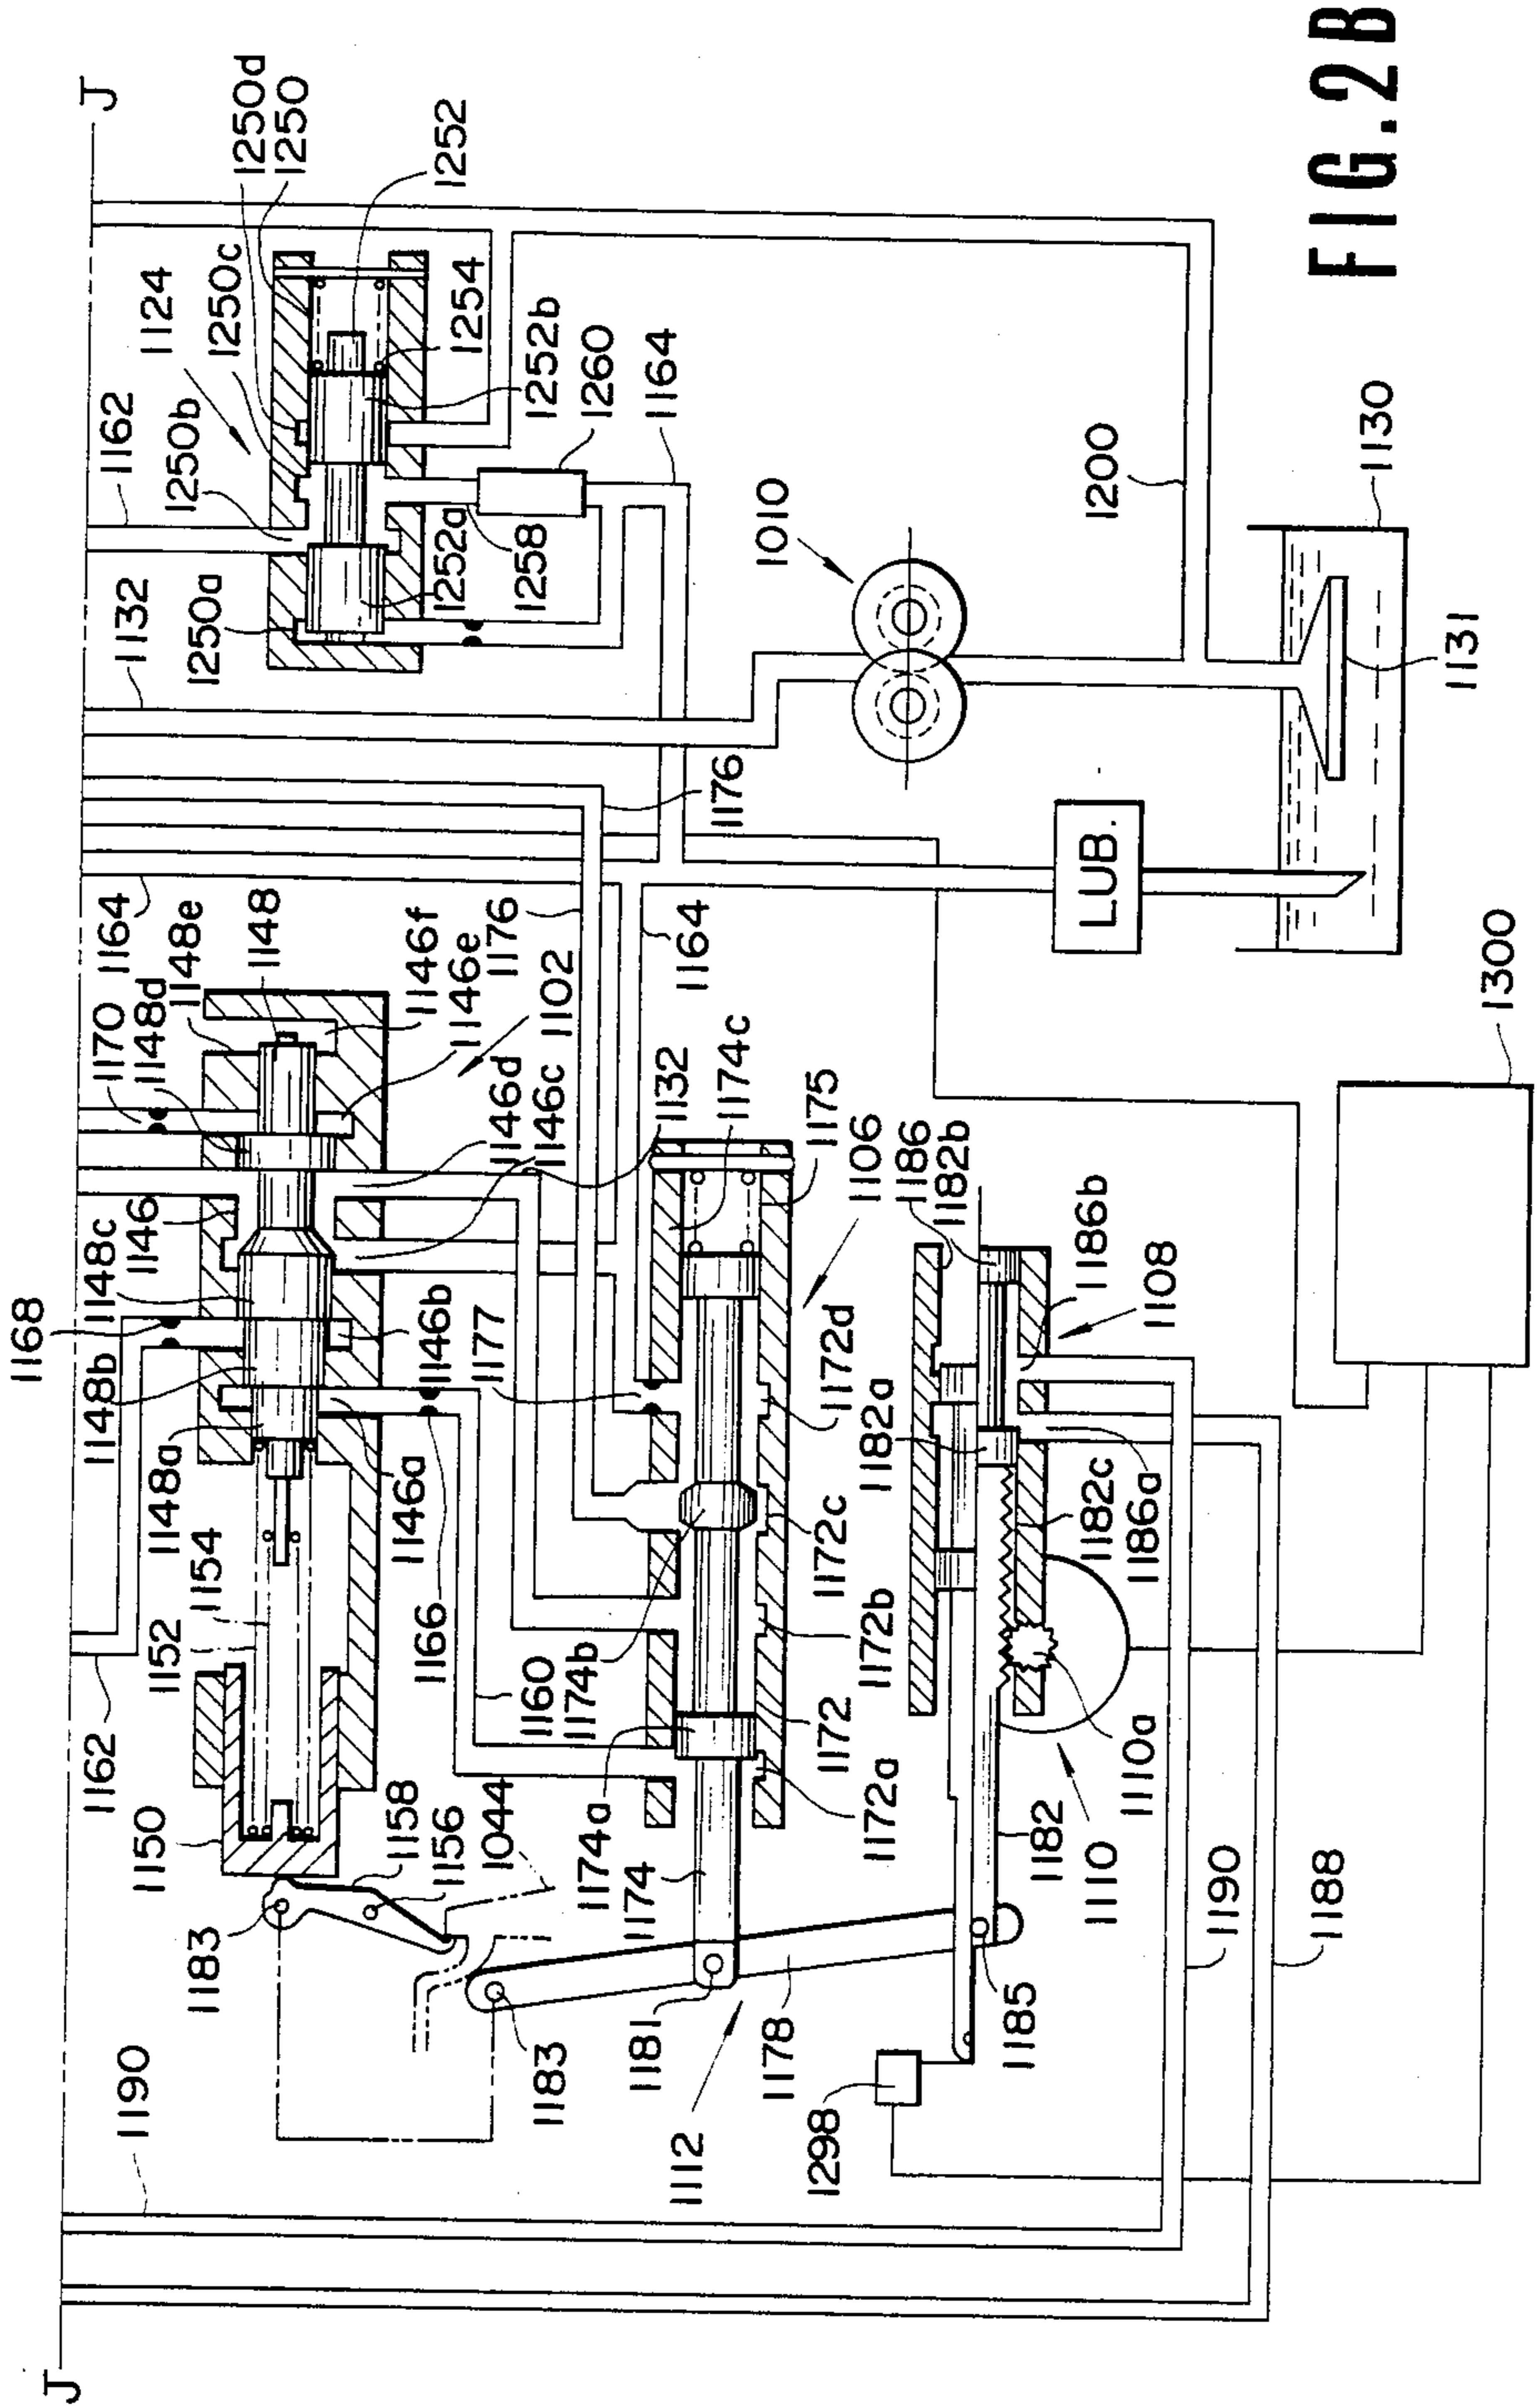 J
J
1250d
1250
1252
1250c
1124
1254
1252b
1260
1164
1162
1250b
1252a
1258
1250a
1132
1010
1200
1130
1131
1176
LUB.
1164
1170
1148d
1148e
1148
1146f
1146e
1176
1102
1146d
1146c
1132
1164
1174c
1175
1106
1186
1182b
1186b
1108
1300
1168
1148c
1146
1148b
1146b
1177
1172d
1182a
1148a
1146a
1172c
1182c
1186a
1154
1152
1166
1160
1174b
1172b
1172
1110a
1162
1150
1158
1156
1044
1174a
1174
1172a
1182
1110
1190
1188
1183
1183
1181
1178
1185
1112
1298
1190
FIG.2B